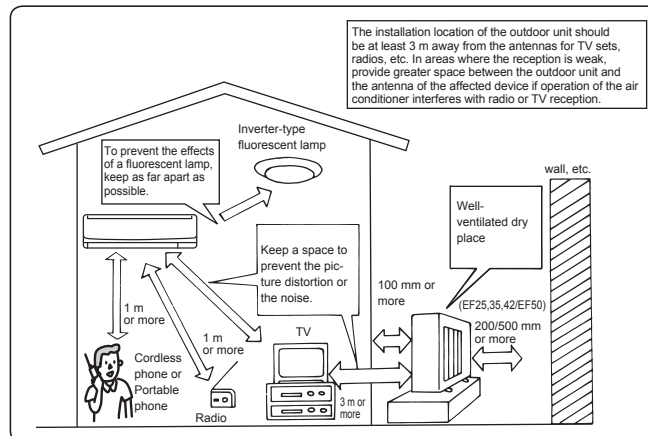 The installation location of the outdoor unit should
be at least 3 m away from the antennas for TV sets,
radios, etc. In areas where the reception is weak,
provide greater space between the outdoor unit and
the antenna of the affected device if operation of the air
conditioner interferes with radio or TV reception.
Inverter-type
fluorescent lamp
To prevent the effects
of a fluorescent lamp,
keep as far apart as
possible.
wall, etc.
Well-
ventilated dry
place
Keep a space to
prevent the pic-
ture distortion or
the noise.
100 mm or
more
(EF25,35,42/EF50)
200/500 mm
or more
1 m
or more
1 m
or more
TV
Cordless
phone or
Portable
phone
Radio
3 m or
more